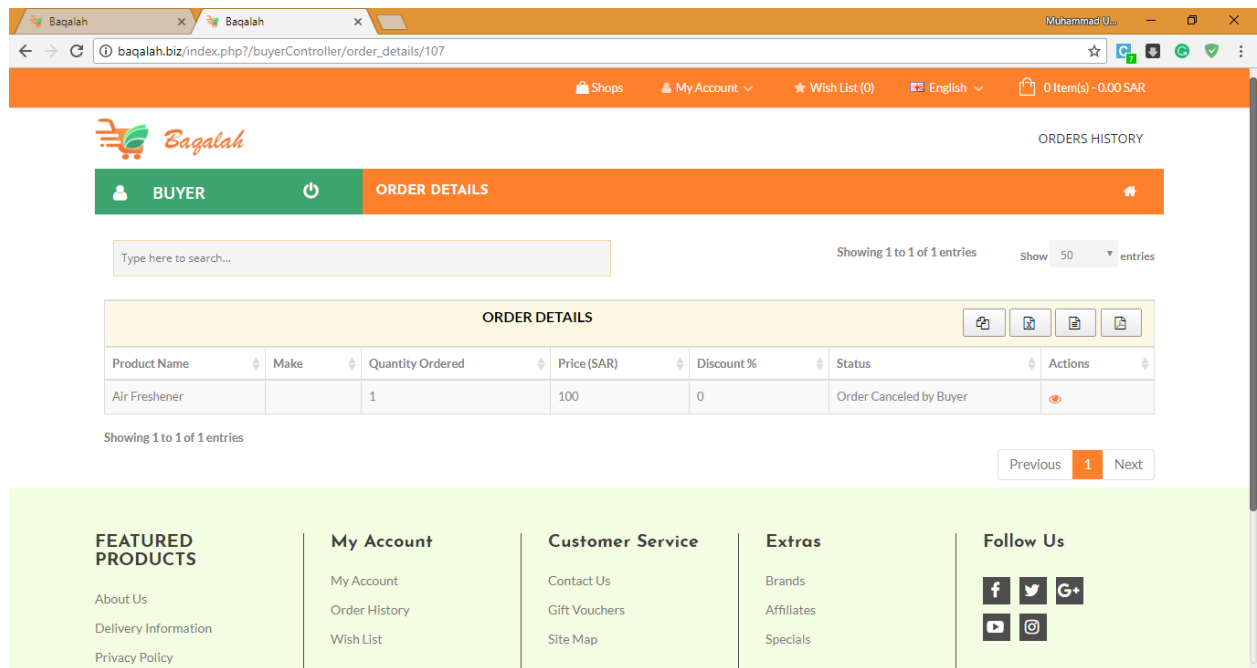 Baqalah
Baqalah
Muhammad U...
baqalah.biz/index.php?/buyerController/order_details/107
7
Shops
My Account
Wish List (0)
English
0 Item(s) - 0.00 SAR
Baqalah
ORDERS HISTORY
BUYER
ORDER DETAILS
Type here to search...
Showing 1 to 1 of 1 entries
Show 50 entries
ORDER DETAILS
Product Name Make Quantity Ordered Price (SAR) Discount % Status Actions
Air Freshener 1 100 0 Order Canceled by Buyer
Showing 1 to 1 of 1 entries
Previous 1 Next
FEATURED
PRODUCTS
About Us
Delivery Information
Privacy Policy
My Account
My Account
Order History
Wish List
Customer Service
Contact Us
Gift Vouchers
Site Map
Extras
Brands
Affiliates
Specials
Follow Us